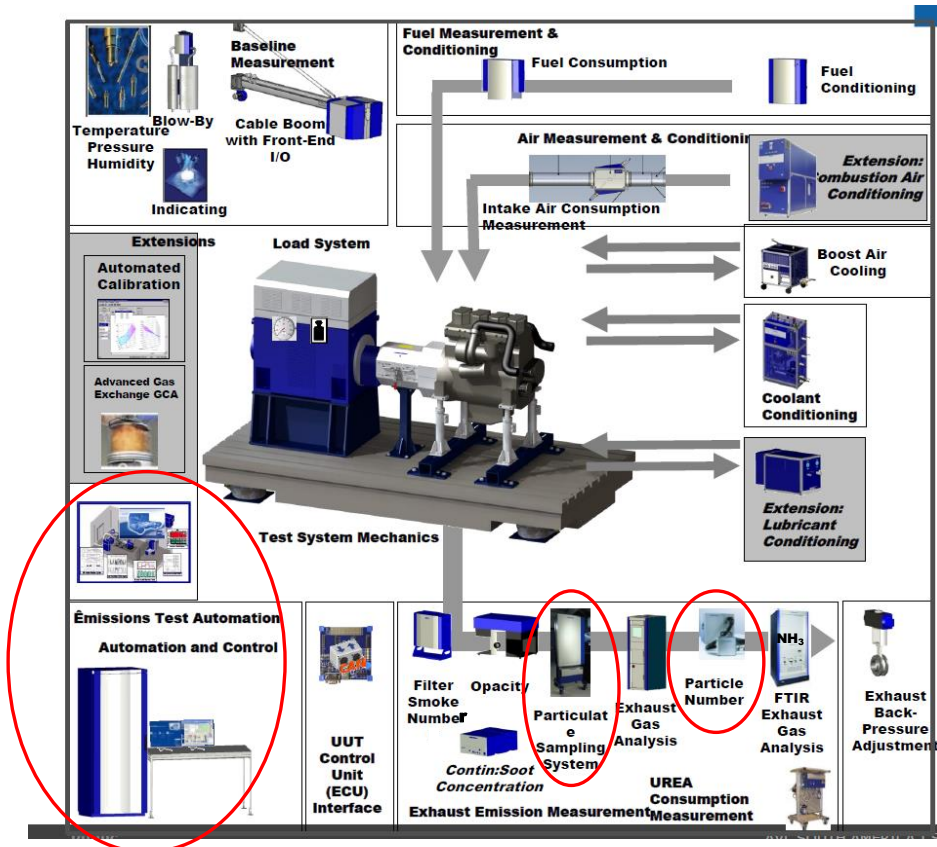 Baseline
Measurement
Blow-By
Temperature
Pressure
Humidity
Cable Boom
with Front-End
I/O
Indicating
Fuel Measurement &
Conditioning
Fuel Consumption
Fuel
Conditioning
Air Measurement & Conditionin
Intake Air Consumption
Measurement
Extension:
ombustion Air
Conditioning
Extensions
Automated
Calibration
Advanced Gas
Exchange GCA
Load System
Boost Air
Cooling
Coolant
Conditioning
Extension:
Lubricant
Conditioning
Test System Mechanics
Êmissions Test Automation
Automation and Control
CAN
UUT
Control
Unit
(ECU)
Interface
Filter
Smoke
Number
Opacity
r
Particulat
e
Sampling
System
Exhaust
Gas
Analysis
Particle
Number
NH3
FTIR
Exhaust
Gas
Analysis
Contin:Soot
Concentration
Exhaust Emission Measurement
UREA
Consumption
Measurement
Exhaust
Back-
Pressure
Adjustment